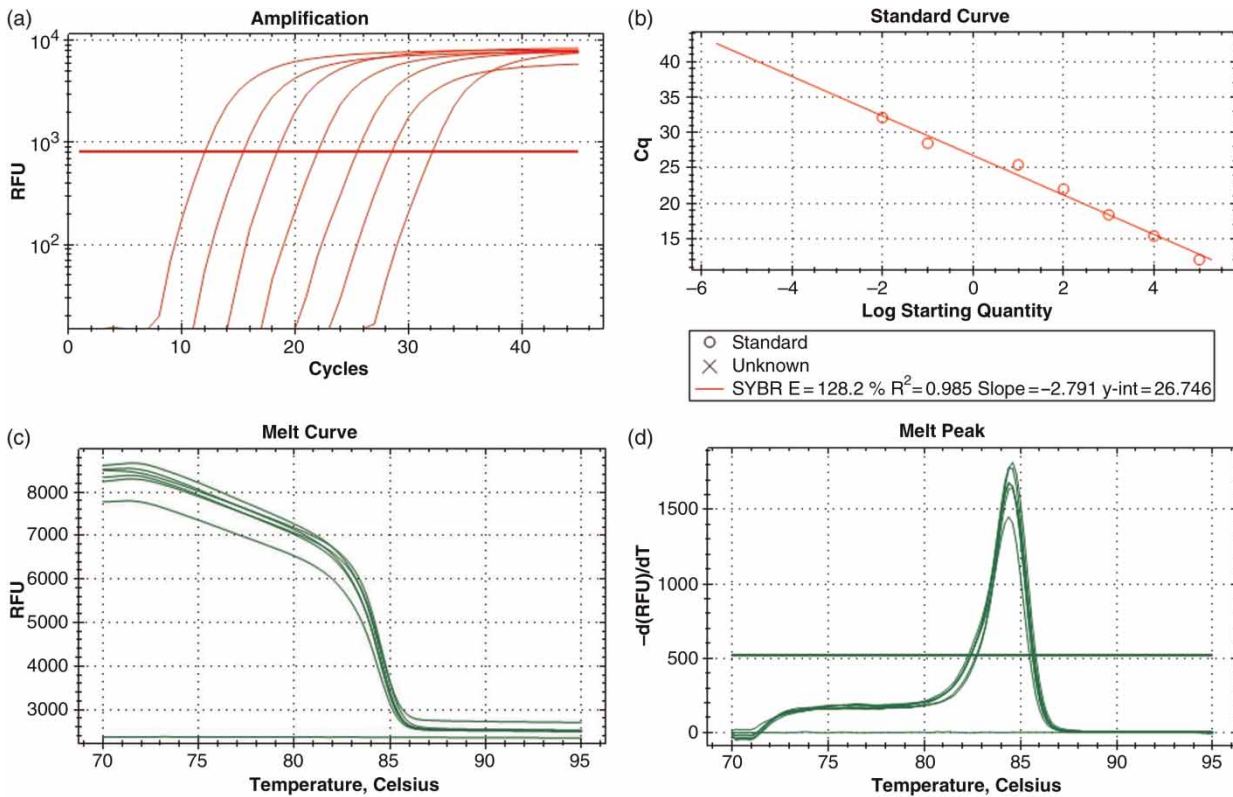 (a)
Amplification
10^4
10^3
10^2
RFU
0 10 20 30 40
Cycles
(b)
Standard Curve
40
35
30
25
20
15
Cq
−6 −4 −2 0 2 4 6
Log Starting Quantity
Standard
Unknown
SYBR E = 128.2 % R^2 = 0.985 Slope = −2.791 y-int = 26.746
(c)
Melt Curve
8000
7000
6000
5000
4000
3000
RFU
70 75 80 85 90 95
Temperature, Celsius
(d)
Melt Peak
1500
1000
500
0
−d(RFU)/dT
70 75 80 85 90 95
Temperature, Celsius